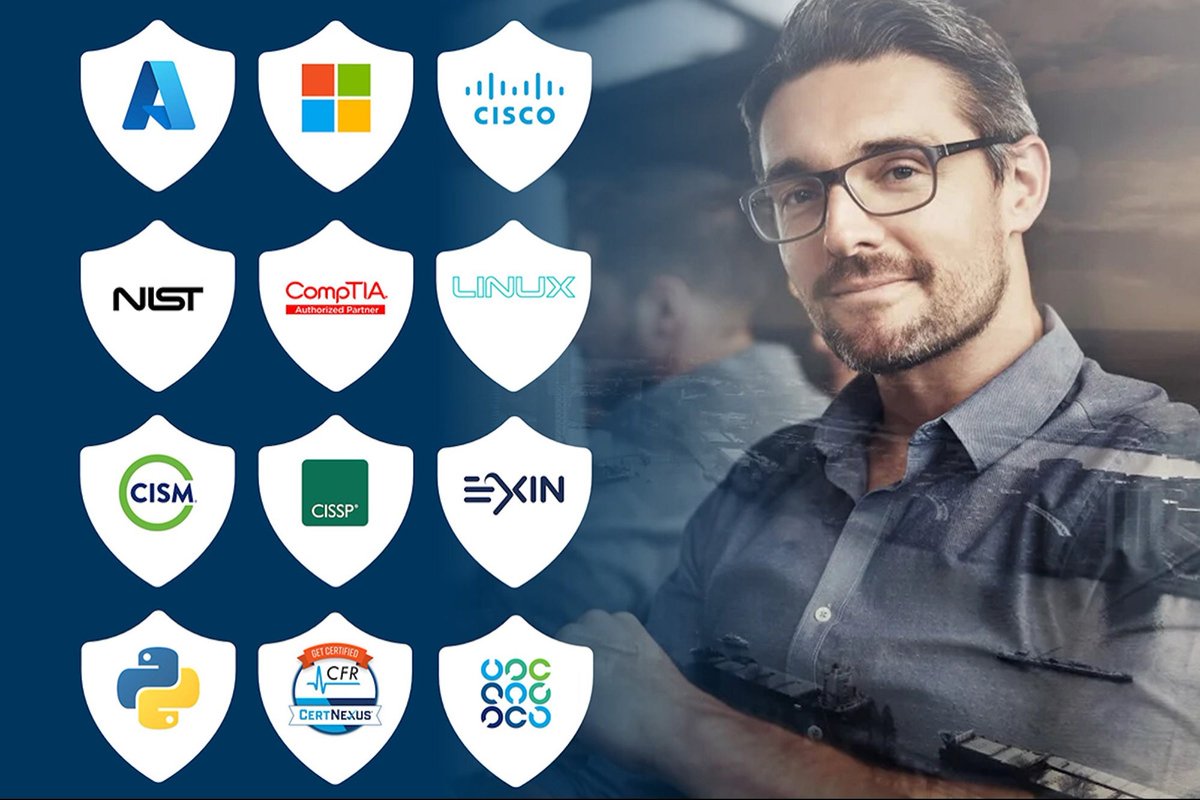 CISCO
NIST
CompTIA.
Authorized Partner
LINUX
CISM.
CISSP®
EXIN
GET CERTIFIED
CFR
CERTNEXUS®